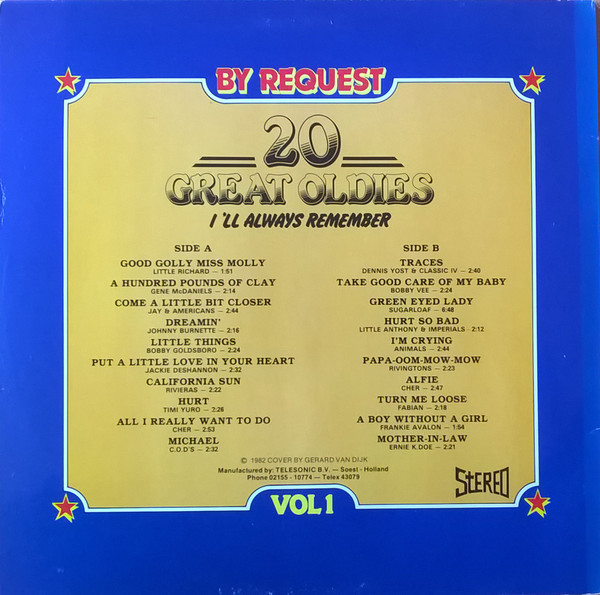 BY REQUEST
20
GREAT OLDIES
I'LL ALWAYS REMEMBER
SIDE A
GOOD GOLLY MISS MOLLY
LITTLE RICHARD — 1:51
A HUNDRED POUNDS OF CLAY
GENE McDANIELS — 2:14
COME A LITTLE BIT CLOSER
JAY & AMERICANS — 2:44
DREAMIN'
JOHNNY BURNETTE — 2:16
LITTLE THINGS
BOBBY GOLDSBORO — 2:24
PUT A LITTLE LOVE IN YOUR HEART
JACKIE DESHANNON — 2:32
CALIFORNIA SUN
RIVIERAS — 2:22
HURT
TIMI YURO — 2:26
ALL I REALLY WANT TO DO
CHER — 2:53
MICHAEL
C.O.D'S — 2:32
SIDE B
TRACES
DENNIS YOST & CLASSIC IV — 2:40
TAKE GOOD CARE OF MY BABY
BOBBY VEE — 2:24
GREEN EYED LADY
SUGARLOAF — 6:48
HURT SO BAD
LITTLE ANTHONY & IMPERIALS — 2:12
I'M CRYING
ANIMALS — 2:44
PAPA-OOM-MOW-MOW
RIVINGTONS — 2:23
ALFIE
CHER — 2:47
TURN ME LOOSE
FABIAN — 2:18
A BOY WITHOUT A GIRL
FRANKIE AVALON — 1:54
MOTHER-IN-LAW
ERNIE K.DOE — 2:21
© 1982 COVER BY GERARD VAN DIJK
Manufactured by: TELESONIC B.V. — Soest - Holland
Phone 02155 - 10774 — Telex 43079
STEREO
VOL 1